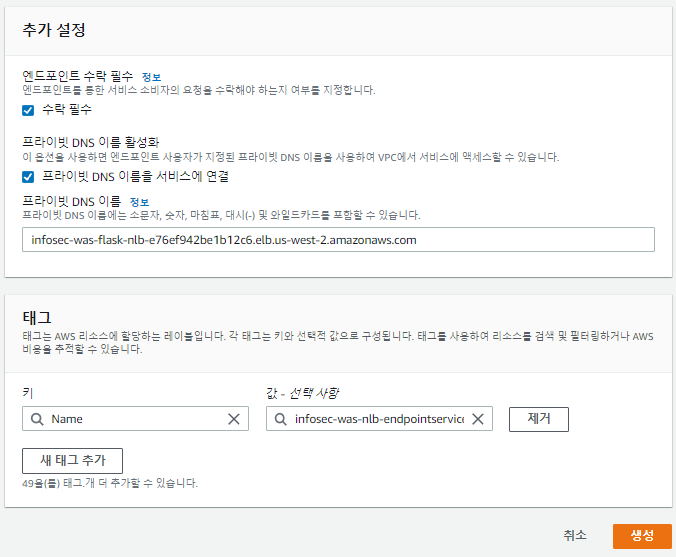 추가 설정
엔드포인트 수락 필수 정보
엔드포인트를 통한 서비스 소비자의 요청을 수락해야 하는지 여부를 지정합니다.
수락 필수
프라이빗 DNS 이름 활성화
이 옵션을 사용하면 엔드포인트 사용자가 지정된 프라이빗 DNS 이름을 사용하여 VPC에서 서비스에 액세스할 수 있습니다.
프라이빗 DNS 이름을 서비스에 연결
프라이빗 DNS 이름 정보
프라이빗 DNS 이름에는 소문자, 숫자, 마침표, 대시(-) 및 와일드카드를 포함할 수 있습니다.
infosec-was-flask-nlb-e76ef942be1b12c6.elb.us-west-2.amazonaws.com
태그
태그는 AWS 리소스에 할당하는 레이블입니다. 각 태그는 키와 선택적 값으로 구성됩니다. 태그를 사용하여 리소스를 검색 및 필터링하거나 AWS
비용을 추적할 수 있습니다.
키 값 - 선택 사항
Name infosec-was-nlb-endpointservice 제거
새 태그 추가
49을(를) 태그.개 더 추가할 수 있습니다.
취소 생성